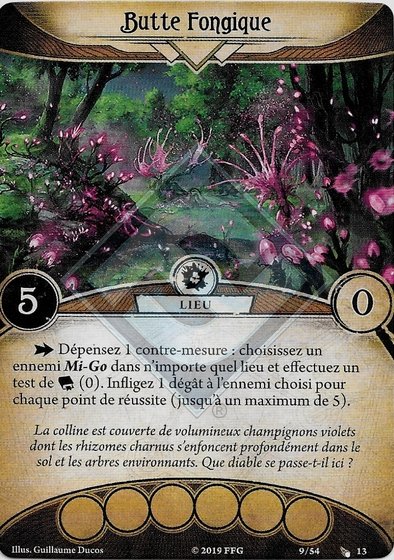 Butte Fongique
5
LIEU
0
Dépensez 1 contre-mesure : choisissez un
ennemi Mi-Go dans n'importe quel lieu et effectuez un
test de (0). Infligez 1 dégât à l'ennemi choisi pour
chaque point de réussite (jusqu'à un maximum de 5).
La colline est couverte de volumineux champignons violets
dont les rhizomes charnus s'enfoncent profondément dans le
sol et les arbres environnants. Que diable se passe-t-il ici ?
Illus. Guillaume Ducos © 2019 FFG 9/54 13